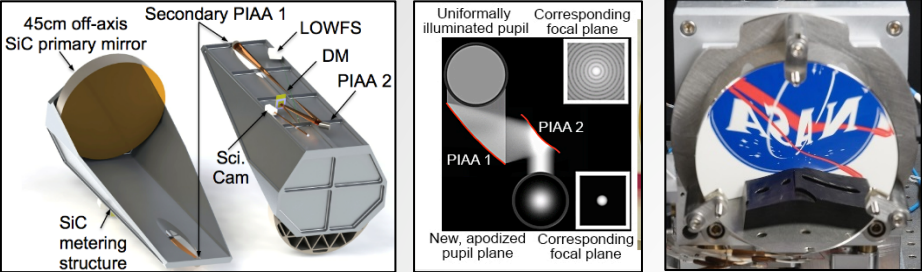 45cm off-axis
SiC primary mirror
Secondary PIAA 1
LOWFS
DM
PIAA 2
Sci.
Cam
SiC
metering
structure
Uniformally
illuminated pupil
Corresponding
focal plane
PIAA 1
PIAA 2
New, apodized
pupil plane
Corresponding
focal plane
NASA